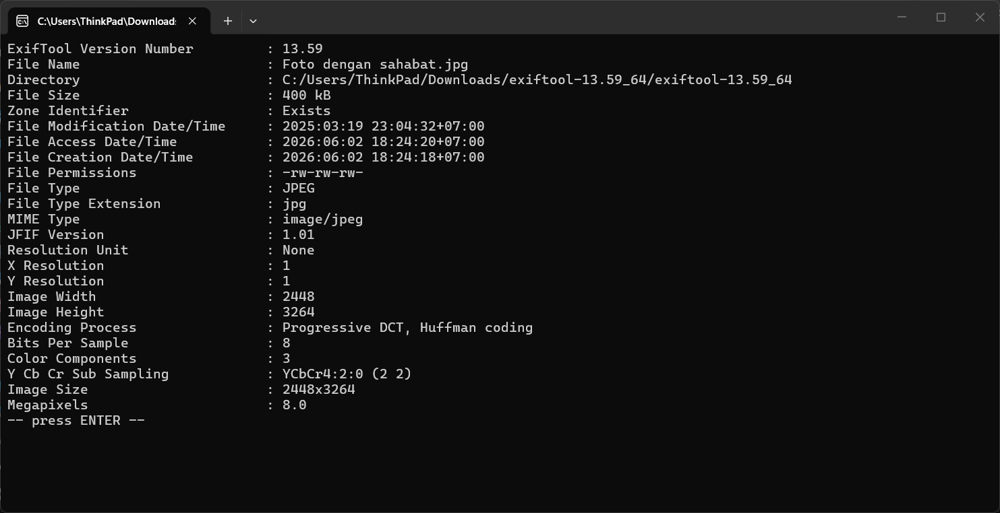 C:\Users\ThinkPad\Download
ExifTool Version Number : 13.59
File Name : Foto dengan sahabat.jpg
Directory : C:/Users/ThinkPad/Downloads/exiftool-13.59_64/exiftool-13.59_64
File Size : 400 kB
Zone Identifier : Exists
File Modification Date/Time : 2025:03:19 23:04:32+07:00
File Access Date/Time : 2026:06:02 18:24:20+07:00
File Creation Date/Time : 2026:06:02 18:24:18+07:00
File Permissions : -rw-rw-rw-
File Type : JPEG
File Type Extension : jpg
MIME Type : image/jpeg
JFIF Version : 1.01
Resolution Unit : None
X Resolution : 1
Y Resolution : 1
Image Width : 2448
Image Height : 3264
Encoding Process : Progressive DCT, Huffman coding
Bits Per Sample : 8
Color Components : 3
Y Cb Cr Sub Sampling : YCbCr4:2:0 (2 2)
Image Size : 2448x3264
Megapixels : 8.0
-- press ENTER --